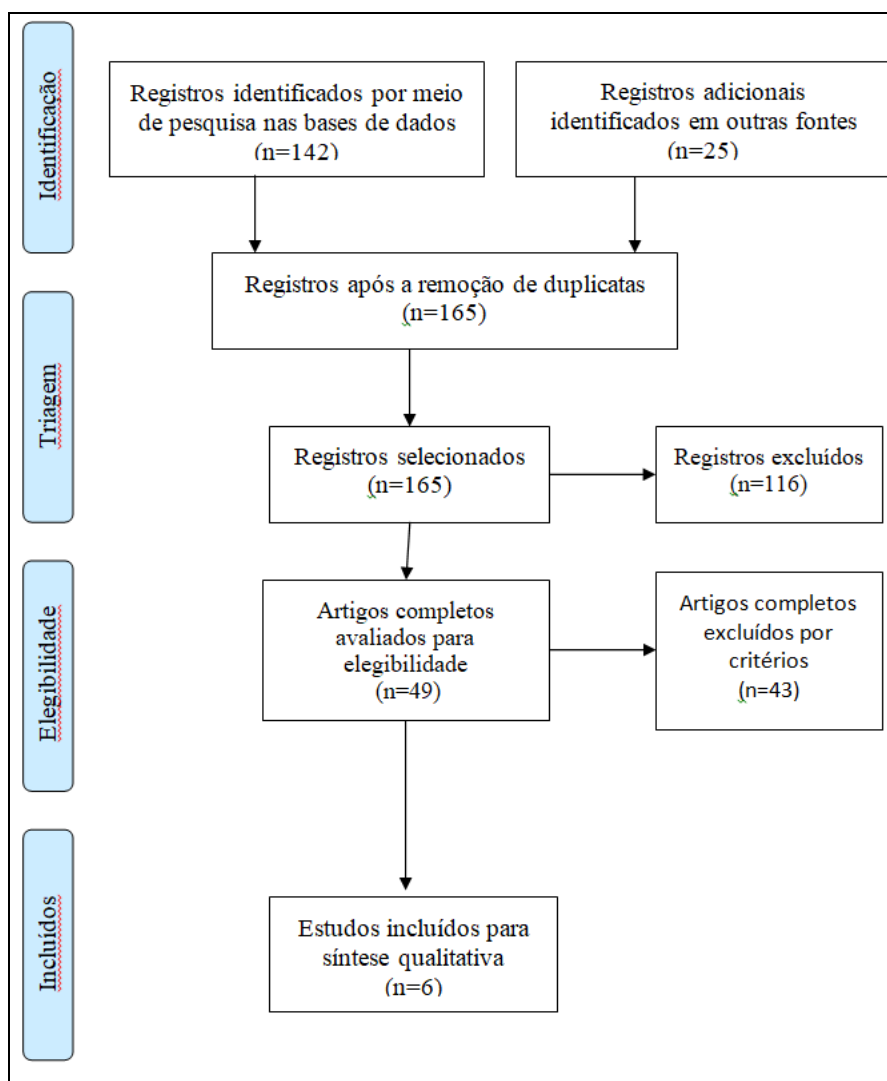 Identificação
Registros identificados por meio
de pesquisa nas bases de dados
(n=142)
Registros adicionais
identificados em outras fontes
(n=25)
Registros após a remoção de duplicatas
(n=165)
Triagem
Registros selecionados
(n=165)
Registros excluídos
(n=116)
Elegibilidade
Artigos completos
avaliados para
elegibilidade
(n=49)
Artigos completos
excluídos por
critérios
(n=43)
Incluídos
Estudos incluídos para
síntese qualitativa
(n=6)